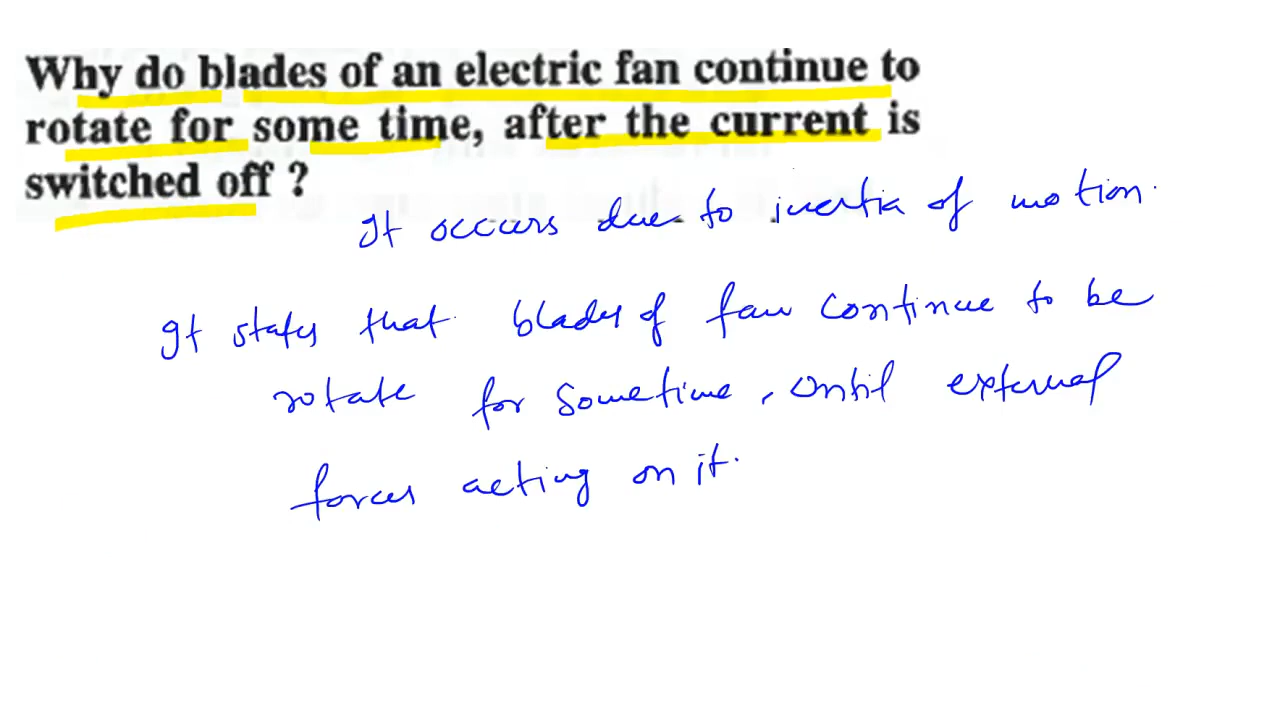 Why do blades of an electric fan continue to
rotate for some time, after the current is
switched off ?
It occurs due to inertia of motion.
It states that blades of fan continue to be
rotate for sometime, until external
forces acting on it.